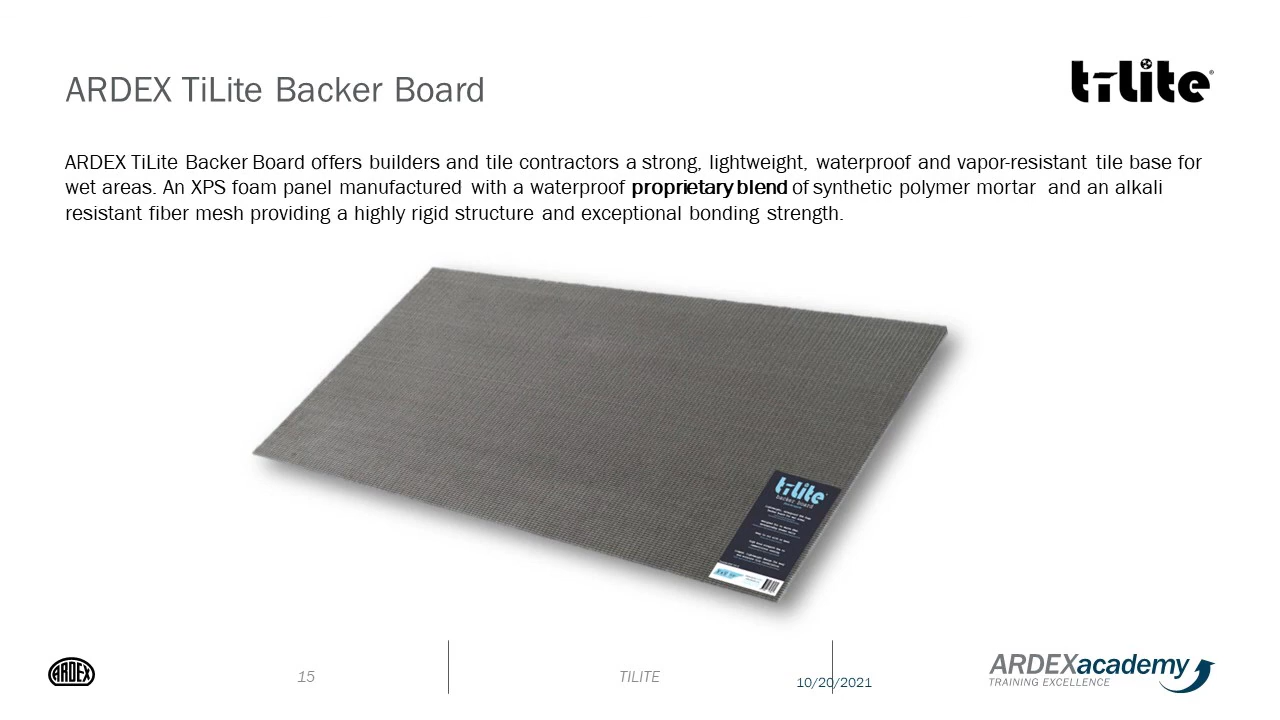 ARDEX TiLite Backer Board
tilite®
ARDEX TiLite Backer Board offers builders and tile contractors a strong, lightweight, waterproof and vapor-resistant tile base for
wet areas. An XPS foam panel manufactured with a waterproof proprietary blend of synthetic polymer mortar and an alkali
resistant fiber mesh providing a highly rigid structure and exceptional bonding strength.
tilite
backer board
ARDEX
15
TILITE
10/20/2021
ARDEXacademy
TRAINING EXCELLENCE